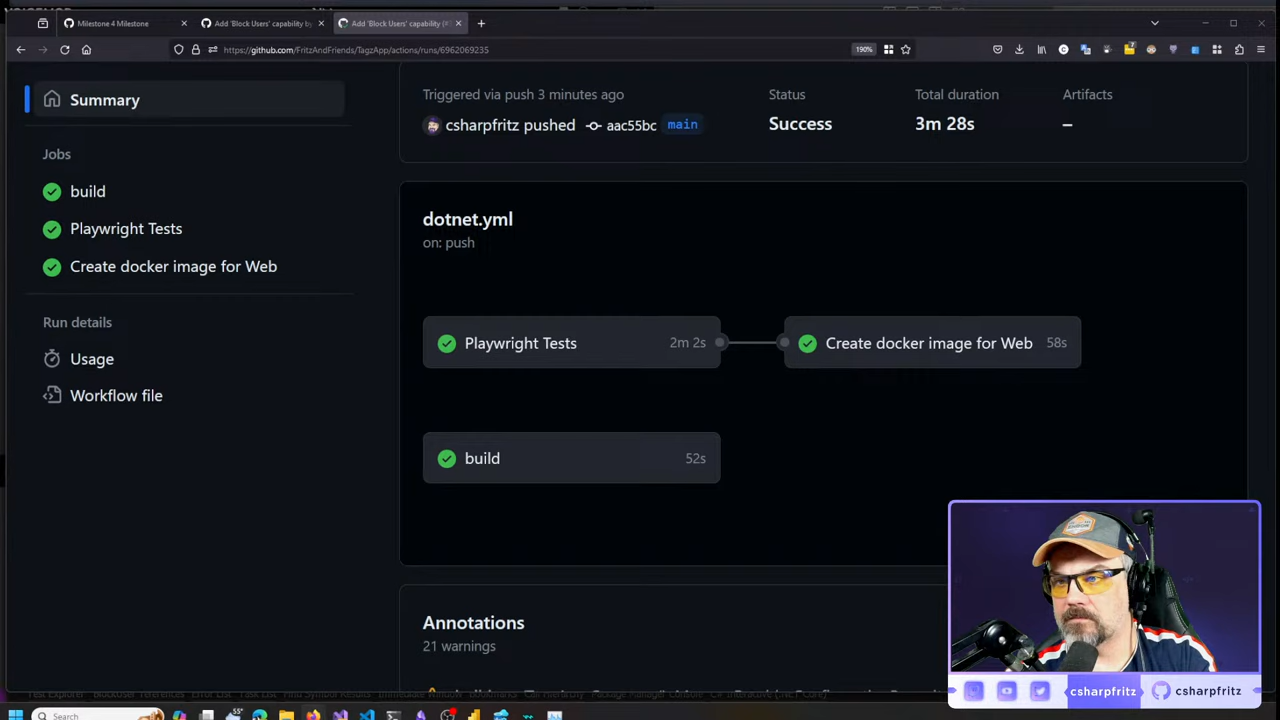 Milestone 4 Milestone
Add 'Block Users' capability by
Add 'Block Users' capability (#
https://github.com/FritzAndFriends/TagzApp/actions/runs/6962069235
190%
Summary
Triggered via push 3 minutes ago
Status
Total duration
Artifacts
csharpfritz pushed
aac55bc
main
Success
3m 28s
–
Jobs
build
Playwright Tests
Create docker image for Web
Run details
Usage
Workflow file
dotnet.yml
on: push
Playwright Tests
2m 2s
Create docker image for Web
58s
build
52s
Annotations
21 warnings
csharpfritz
csharpfritz
Search